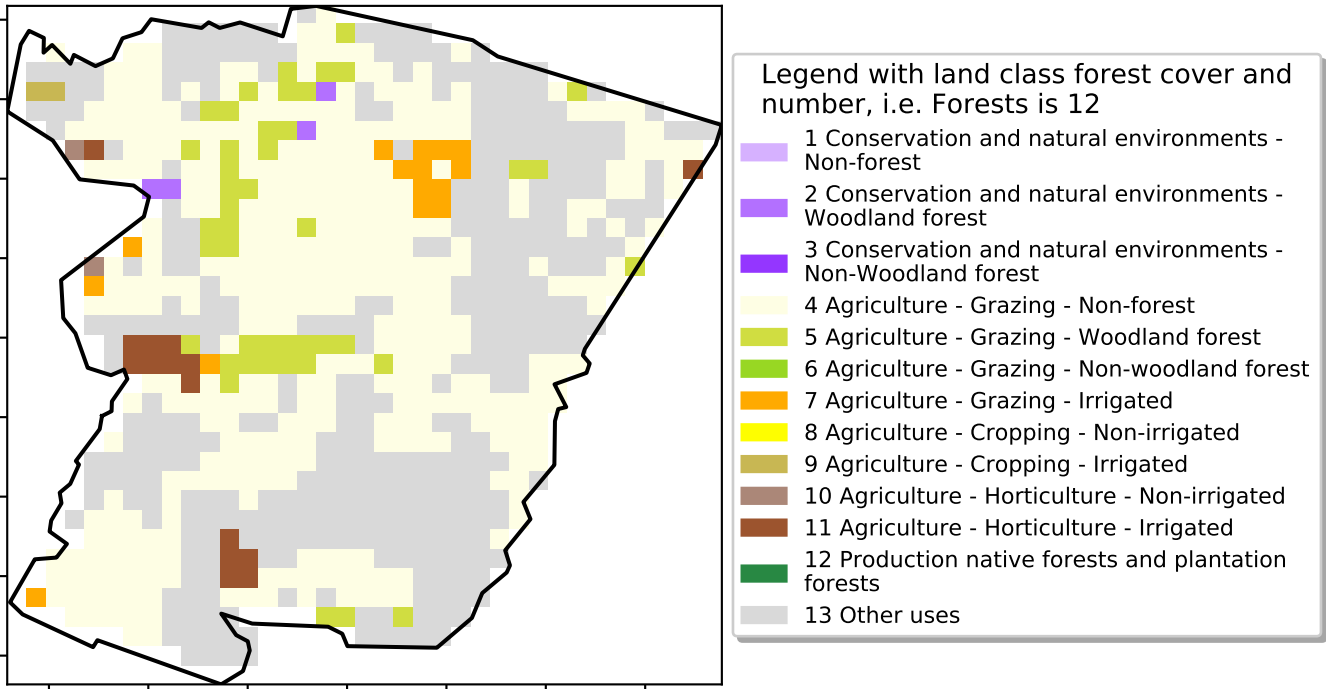 Legend with land class forest cover and
number, i.e. Forests is 12
1 Conservation and natural environments -
Non-forest
2 Conservation and natural environments -
Woodland forest
3 Conservation and natural environments -
Non-Woodland forest
4 Agriculture - Grazing - Non-forest
5 Agriculture - Grazing - Woodland forest
6 Agriculture - Grazing - Non-woodland forest
7 Agriculture - Grazing - Irrigated
8 Agriculture - Cropping - Non-irrigated
9 Agriculture - Cropping - Irrigated
10 Agriculture - Horticulture - Non-irrigated
11 Agriculture - Horticulture - Irrigated
12 Production native forests and plantation
forests
13 Other uses